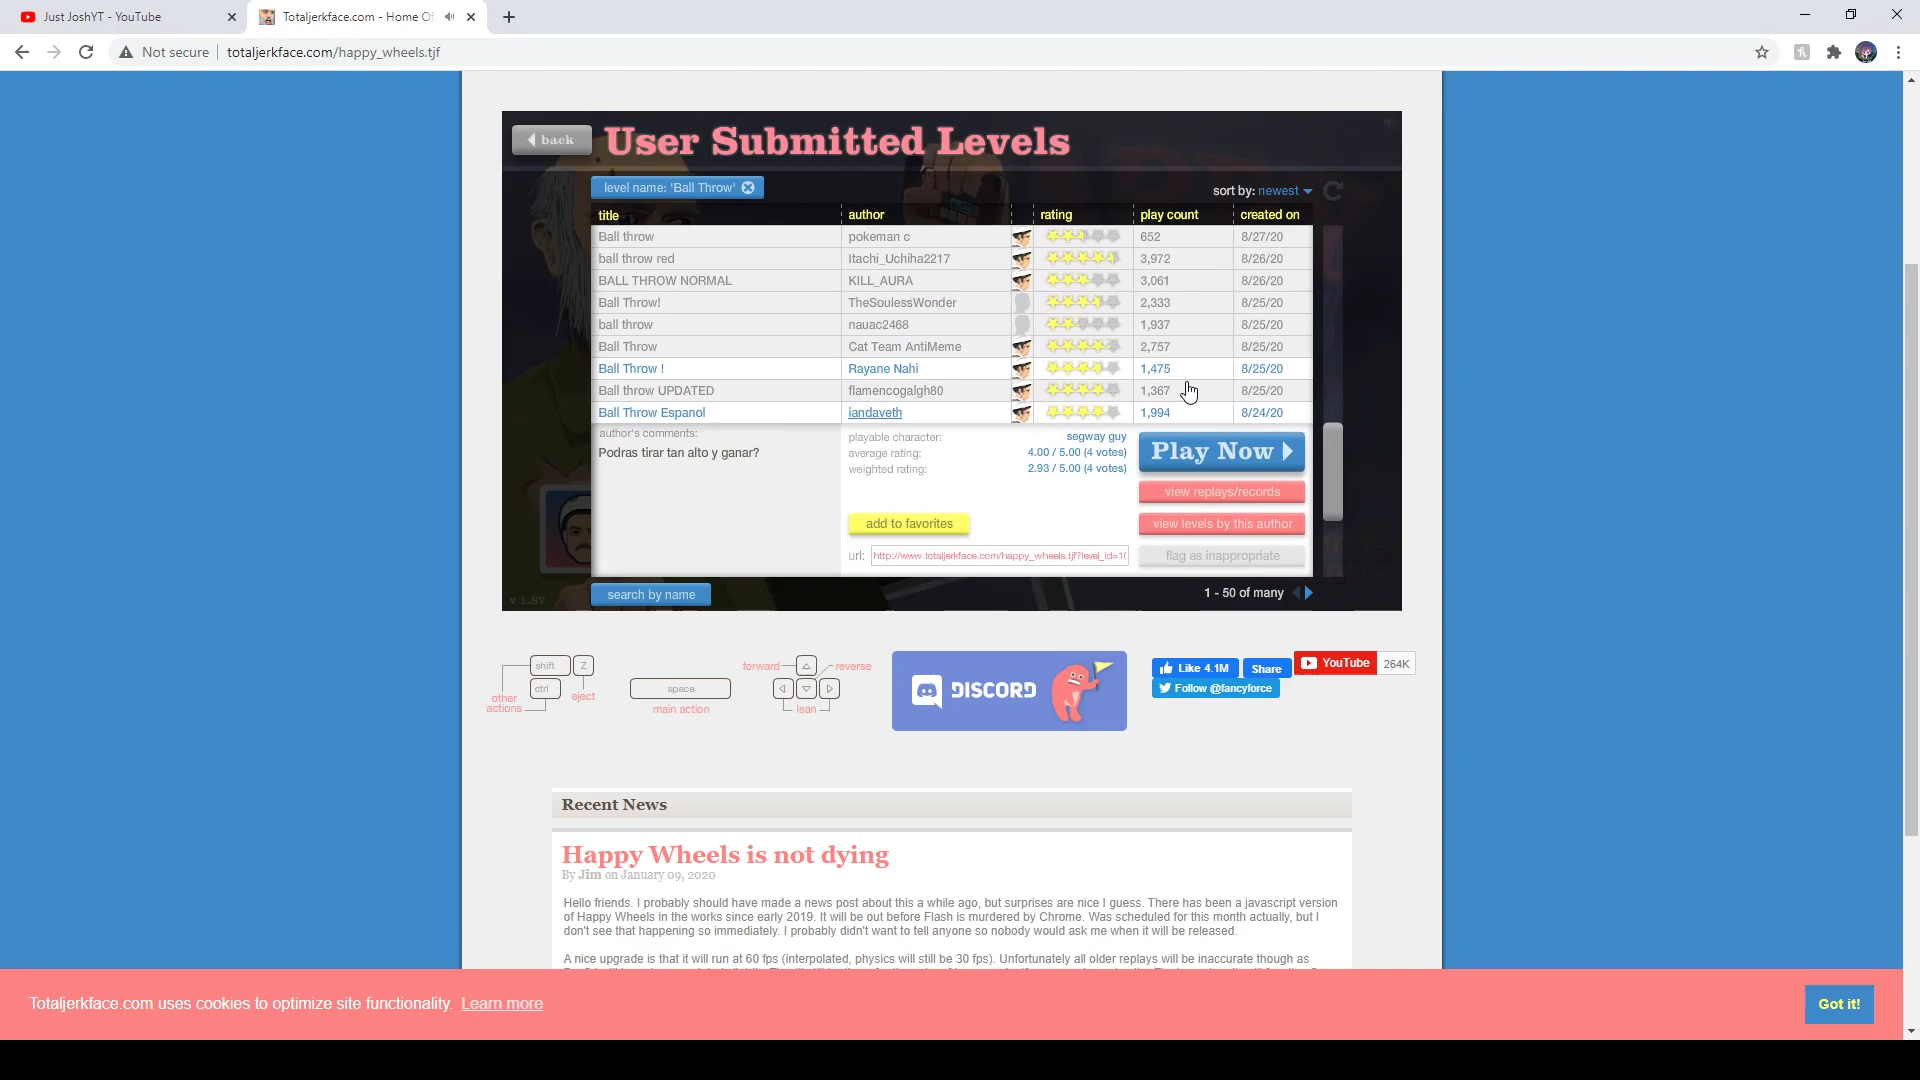 Just JoshYT - YouTube
Totaljerkface.com - Home Of
Not secure
totaljerkface.com/happy_wheels.tjf
back
User Submitted Levels
level name: 'Ball Throw'
sort by: newest
title author rating play count created on
Ball throw pokeman c 652 8/27/20
ball throw red Itachi_Uchiha2217 3,972 8/26/20
BALL THROW NORMAL KILL_AURA 3,061 8/26/20
Ball Throw! TheSoulessWonder 2,333 8/25/20
ball throw nauac2468 1,937 8/25/20
Ball Throw Cat Team AntiMeme 2,757 8/25/20
Ball Throw ! Rayane Nahi 1,475 8/25/20
Ball throw UPDATED flamencogalgh80 1,367 8/25/20
Ball Throw Espanol iandaveth 1,994 8/24/20
author's comments:
Podras tirar tan alto y ganar?
playable character: segway guy
average rating: 4.00 / 5.00 (4 votes)
weighted rating: 2.93 / 5.00 (4 votes)
Play Now
view replays/records
add to favorites
view levels by this author
url: http://www.totaljerkface.com/happy_wheels.tjf?level_id=1(
flag as inappropriate
v 1.87
search by name
1 - 50 of many
shift Z
ctrl
other actions
eject
space
main action
forward
reverse
lean
DISCORD
Like 4.1M
Share
YouTube 264K
Follow @fancyforce
Recent News
Happy Wheels is not dying
By Jim on January 09, 2020
Hello friends. I probably should have made a news post about this a while ago, but surprises are nice I guess. There has been a javascript version
of Happy Wheels in the works since early 2019. It will be out before Flash is murdered by Chrome. Was scheduled for this month actually, but I
don't see that happening so immediately. I probably didn't want to tell anyone so nobody would ask me when it will be released.
A nice upgrade is that it will run at 60 fps (interpolated, physics will still be 30 fps). Unfortunately all older replays will be inaccurate though as
Totaljerkface.com uses cookies to optimize site functionality. Learn more
Got it!